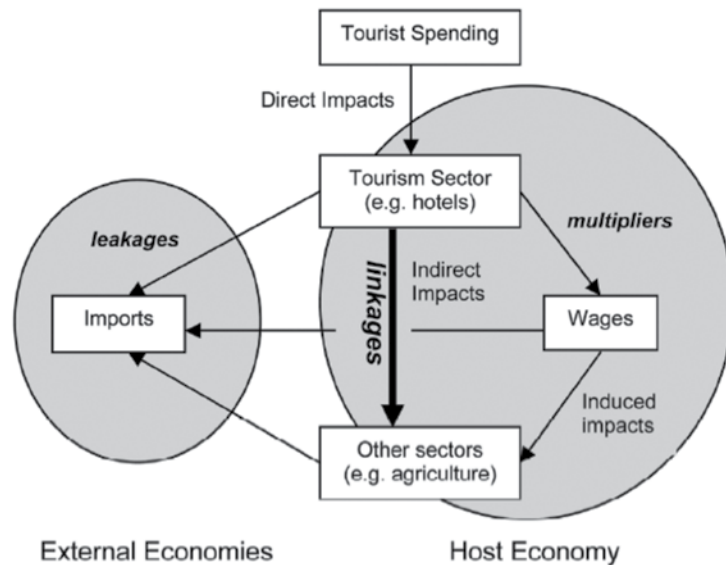 Tourist Spending
Direct Impacts
Tourism Sector
(e.g. hotels)
leakages
multipliers
linkages
Indirect
Impacts
Imports
Wages
Induced
impacts
Other sectors
(e.g. agriculture)
External Economies
Host Economy